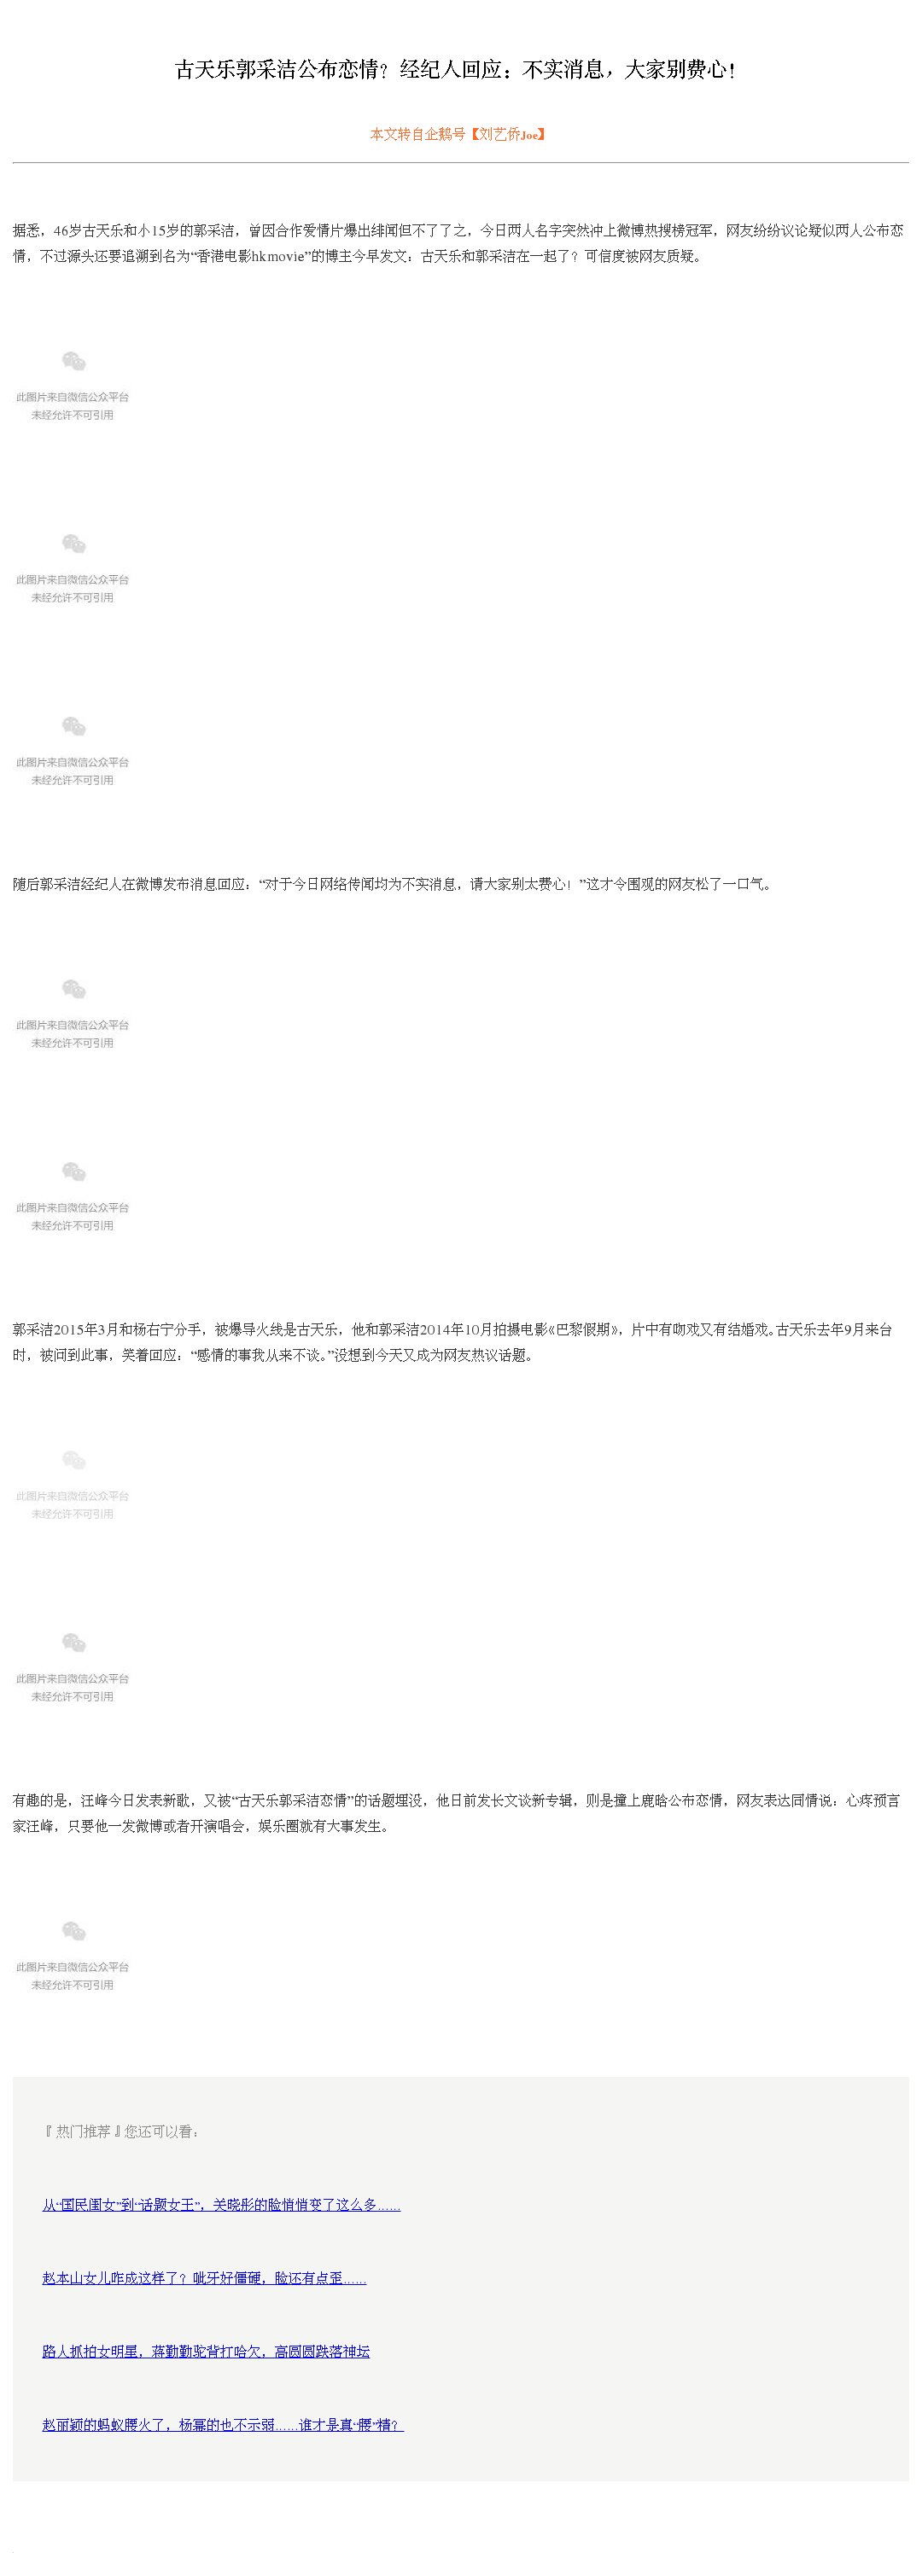 古天乐郭采洁公布恋情？经纪人回应：不实消息，大家别费心！
本文转自企鹅号【刘艺侨Joe】
据悉，46岁古天乐和小15岁的郭采洁，曾因合作爱情片爆出绯闻但不了了之，今日两人名字突然冲上微博热搜榜冠军，网友纷纷议论疑似两人公布恋
情，不过源头还要追溯到名为“香港电影hkmovie”的博主今早发文：古天乐和郭采洁在一起了？可信度被网友质疑。
此图片来自微信公众平台
未经允许不可引用
此图片来自微信公众平台
未经允许不可引用
此图片来自微信公众平台
未经允许不可引用
随后郭采洁经纪人在微博发布消息回应：“对于今日网络传闻均为不实消息，请大家别太费心！”这才令围观的网友松了一口气。
此图片来自微信公众平台
未经允许不可引用
此图片来自微信公众平台
未经允许不可引用
郭采洁2015年3月和杨右宁分手，被爆导火线是古天乐，他和郭采洁2014年10月拍摄电影《巴黎假期》，片中有吻戏又有结婚戏。古天乐去年9月来台
时，被问到此事，笑着回应：“感情的事我从来不谈。”没想到今天又成为网友热议话题。
此图片来自微信公众平台
未经允许不可引用
此图片来自微信公众平台
未经允许不可引用
有趣的是，汪峰今日发表新歌，又被“古天乐郭采洁恋情”的话题埋没，他日前发长文谈新专辑，则是撞上鹿晗公布恋情，网友表达同情说：心疼预言
家汪峰，只要他一发微博或者开演唱会，娱乐圈就有大事发生。
此图片来自微信公众平台
未经允许不可引用
『热门推荐』您还可以看：
从“国民闺女”到“话题女王”，关晓彤的脸悄悄变了这么多……
赵本山女儿咋成这样了？呲牙好僵硬，脸还有点歪……
路人抓拍女明星，蒋勤勤驼背打哈欠，高圆圆跌落神坛
赵丽颖的蚂蚁腰火了，杨幂的也不示弱……谁才是真“腰”精？